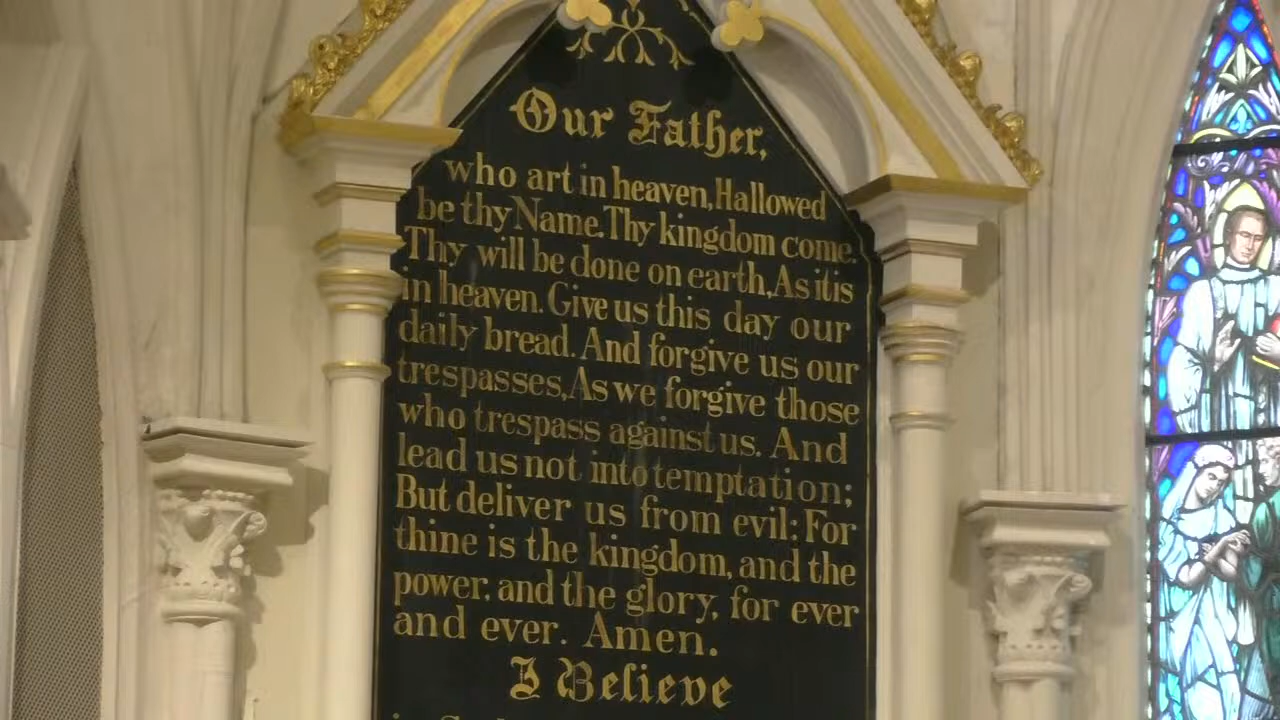 Our Father,
who art in heaven, Hallowed
be thy Name. Thy kingdom come.
Thy will be done on earth, As it is
in heaven. Give us this day our
daily bread. And forgive us our
trespasses, As we forgive those
who trespass against us. And
lead us not into temptation;
But deliver us from evil: For
thine is the kingdom, and the
power, and the glory, for ever
and ever. Amen.
I Believe
in